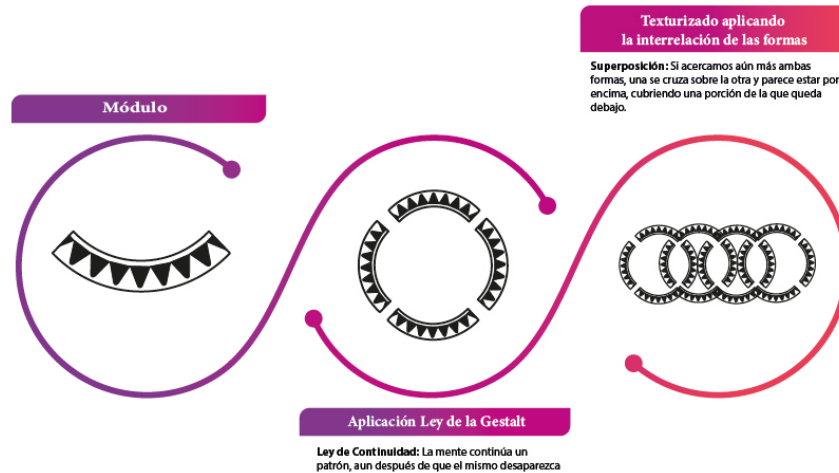 Módulo
Aplicación Ley de la Gestalt
Ley de Continuidad: La mente continúa un
patrón, aun después de que el mismo desaparezca
Texturizado aplicando
la interrelación de las formas
Superposición: Si acercamos aún más ambas
formas, una se cruza sobre la otra y parece estar por
encima, cubriendo una porción de la que queda
debajo.